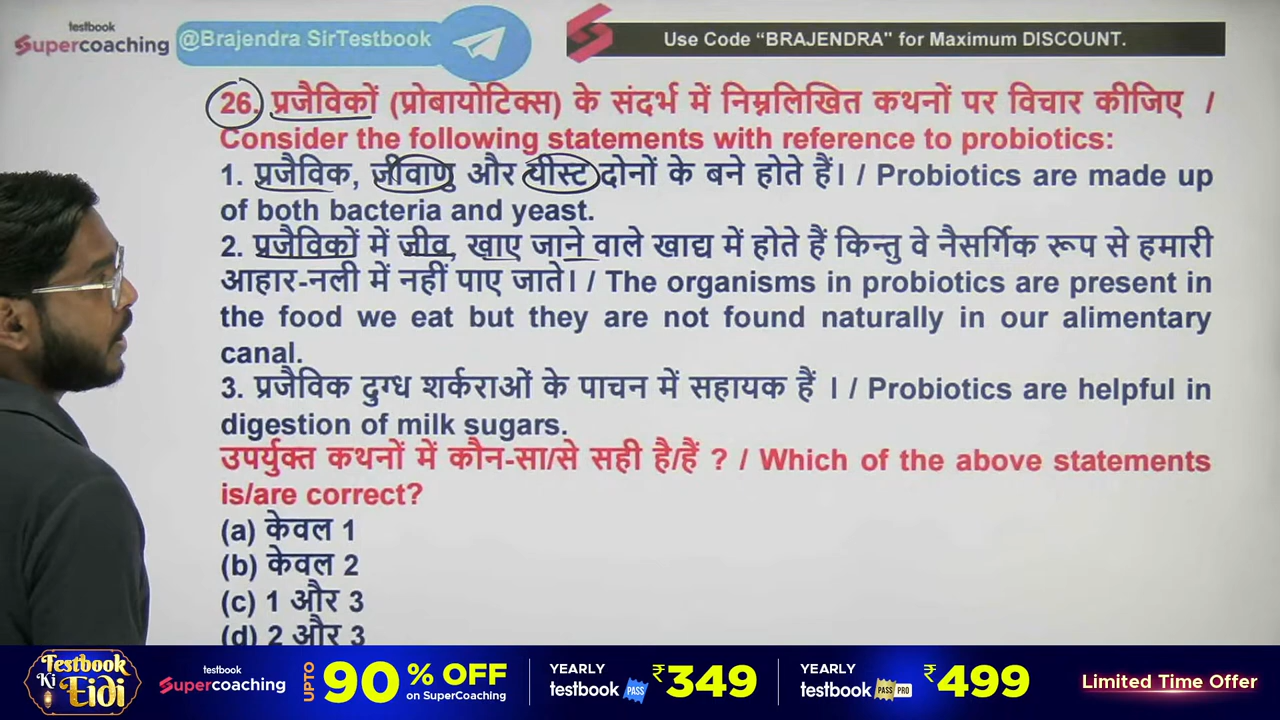 testbook
Supercoaching
@Brajendra SirTestbook
Use Code “BRAJENDRA" for Maximum DISCOUNT.
26. प्रजैविकों (प्रोबायोटिक्स) के संदर्भ में निम्नलिखित कथनों पर विचार कीजिए /
Consider the following statements with reference to probiotics:
1. प्रजैविक, जीवाणु और यीस्ट दोनों के बने होते हैं। / Probiotics are made up
of both bacteria and yeast.
2. प्रजैविकों में जीव, खाए जाने वाले खाद्य में होते हैं किन्तु वे नैसर्गिक रूप से हमारी
आहार-नली में नहीं पाए जाते। / The organisms in probiotics are present in
the food we eat but they are not found naturally in our alimentary
canal.
3. प्रजैविक दुग्ध शर्कराओं के पाचन में सहायक हैं । / Probiotics are helpful in
digestion of milk sugars.
उपर्युक्त कथनों में कौन-सा/से सही है/हैं ? / Which of the above statements
is/are correct?
(a) केवल 1
(b) केवल 2
(c) 1 और 3
(d) 2 और 3
Testbook Ki Eidi
testbook
Supercoaching
UPTO 90 % OFF on SuperCoaching
YEARLY testbook PASS ₹349
YEARLY testbook PASS PRO ₹499
Limited Time Offer